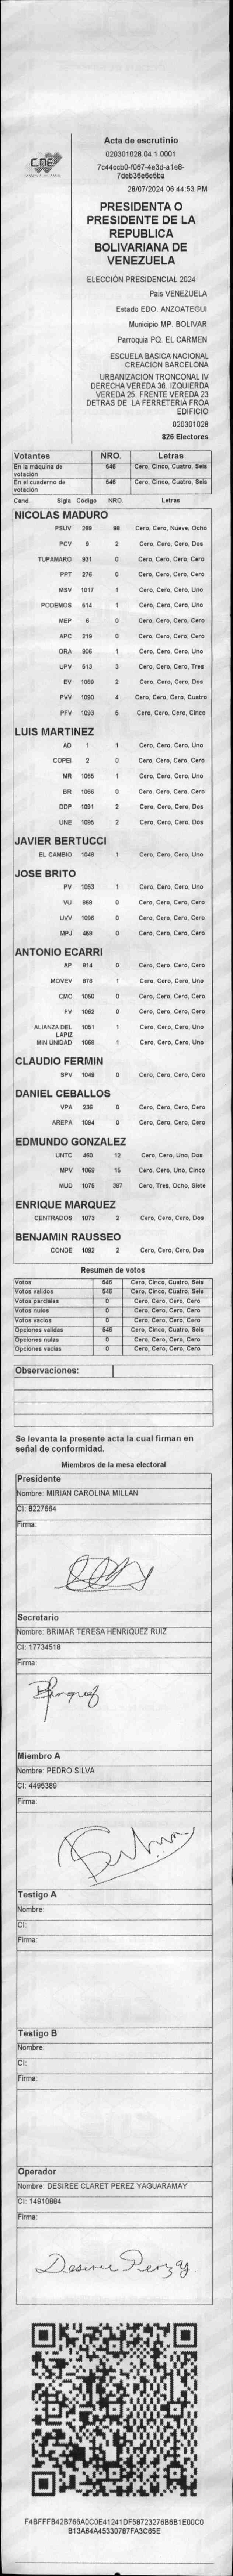 CNE
Acta de escrutinio
020301028.04.1.0001
7c44ccb0-f067-4e3d-a1e8-
7deb36e6e5ba
28/07/2024 06:44:53 PM
PRESIDENTA O
PRESIDENTE DE LA
REPUBLICA
BOLIVARIANA DE
VENEZUELA
ELECCIÓN PRESIDENCIAL 2024
Pais VENEZUELA
Estado EDO. ANZOATEGUI
Municipio MP. BOLIVAR
Parroquia PQ. EL CARMEN
ESCUELA BASICA NACIONAL
CREACION BARCELONA
URBANIZACION TRONCONAL IV
DERECHA VEREDA 36. IZQUIERDA
VEREDA 25. FRENTE VEREDA 23
DETRAS DE LA FERRETERIA FROA
EDIFICIO
020301028
826 Electores
Votantes NRO. Letras
En la máquina de votación 546 Cero, Cinco, Cuatro, Seis
En el cuaderno de votación 546 Cero, Cinco, Cuatro, Seis
Cand. Sigla Código NRO. Letras
NICOLAS MADURO
PSUV 269 98 Cero, Cero, Nueve, Ocho
PCV 9 2 Cero, Cero, Cero, Dos
TUPAMARO 931 0 Cero, Cero, Cero, Cero
PPT 276 0 Cero, Cero, Cero, Cero
MSV 1017 1 Cero, Cero, Cero, Uno
PODEMOS 614 1 Cero, Cero, Cero, Uno
MEP 6 0 Cero, Cero, Cero, Cero
APC 219 0 Cero, Cero, Cero, Cero
ORA 906 1 Cero, Cero, Cero, Uno
UPV 613 3 Cero, Cero, Cero, Tres
EV 1089 2 Cero, Cero, Cero, Dos
PVV 1090 4 Cero, Cero, Cero, Cuatro
PFV 1093 5 Cero, Cero, Cero, Cinco
LUIS MARTINEZ
AD 1 1 Cero, Cero, Cero, Uno
COPEI 2 0 Cero, Cero, Cero, Cero
MR 1065 1 Cero, Cero, Cero, Uno
BR 1066 0 Cero, Cero, Cero, Cero
DDP 1091 2 Cero, Cero, Cero, Dos
UNE 1095 2 Cero, Cero, Cero, Dos
JAVIER BERTUCCI
EL CAMBIO 1048 1 Cero, Cero, Cero, Uno
JOSE BRITO
PV 1053 1 Cero, Cero, Cero, Uno
VU 868 0 Cero, Cero, Cero, Cero
UVV 1096 0 Cero, Cero, Cero, Cero
MPJ 459 0 Cero, Cero, Cero, Cero
ANTONIO ECARRI
AP 814 0 Cero, Cero, Cero, Cero
MOVEV 878 1 Cero, Cero, Cero, Uno
CMC 1050 0 Cero, Cero, Cero, Cero
FV 1062 0 Cero, Cero, Cero, Cero
ALIANZA DEL LAPIZ 1051 1 Cero, Cero, Cero, Uno
MIN UNIDAD 1068 1 Cero, Cero, Cero, Uno
CLAUDIO FERMIN
SPV 1049 0 Cero, Cero, Cero, Cero
DANIEL CEBALLOS
VPA 236 0 Cero, Cero, Cero, Cero
AREPA 1094 0 Cero, Cero, Cero, Cero
EDMUNDO GONZALEZ
UNTC 460 12 Cero, Cero, Uno, Dos
MPV 1069 15 Cero, Cero, Uno, Cinco
MUD 1075 387 Cero, Tres, Ocho, Siete
ENRIQUE MARQUEZ
CENTRADOS 1073 2 Cero, Cero, Cero, Dos
BENJAMIN RAUSSEO
CONDE 1092 2 Cero, Cero, Cero, Dos
Resumen de votos
Votos 546 Cero, Cinco, Cuatro, Seis
Votos validos 546 Cero, Cinco, Cuatro, Seis
Votos parciales 0 Cero, Cero, Cero, Cero
Votos nulos 0 Cero, Cero, Cero, Cero
Votos vacios 0 Cero, Cero, Cero, Cero
Opciones validas 546 Cero, Cinco, Cuatro, Seis
Opciones nulas 0 Cero, Cero, Cero, Cero
Opciones vacias 0 Cero, Cero, Cero, Cero
Observaciones:
Se levanta la presente acta la cual firman en
señal de conformidad.
Miembros de la mesa electoral
Presidente
Nombre: MIRIAN CAROLINA MILLAN
CI: 8227664
Firma:
Secretario
Nombre: BRIMAR TERESA HENRIQUEZ RUIZ
CI: 17734518
Firma:
Miembro A
Nombre: PEDRO SILVA
CI: 4495389
Firma:
Testigo A
Nombre:
CI:
Firma:
Testigo B
Nombre:
CI:
Firma:
Operador
Nombre: DESIREE CLARET PEREZ YAGUARAMAY
CI: 14910884
Firma:
F4BFFFB42B766A0C0E41241DF58723276B6B1E00C0
B13A64A45330787FA3C65E